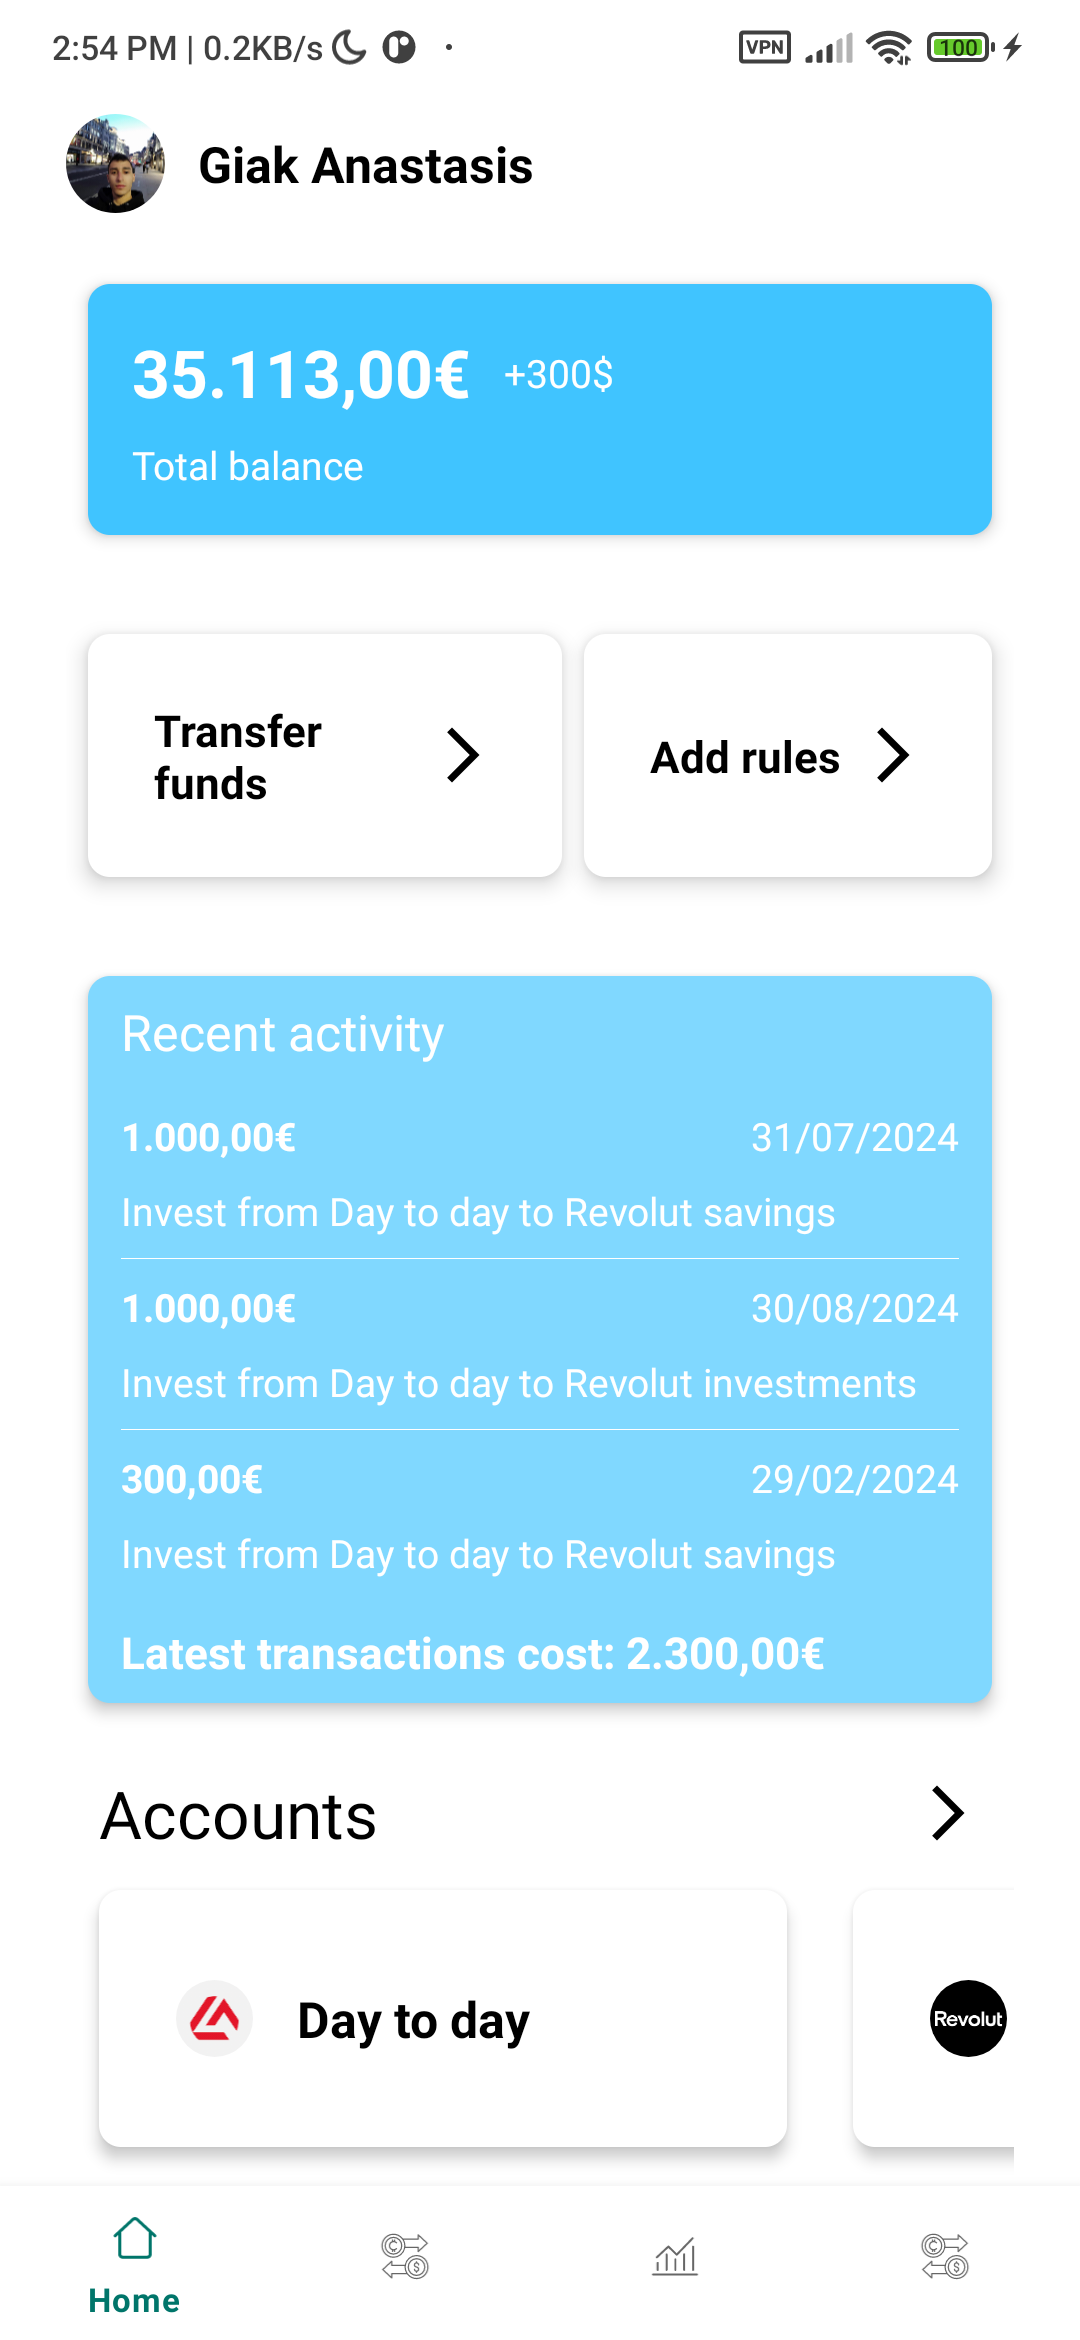 2:54 PM | 0.2KB/s
VPN
100
Giak Anastasis
35.113,00€ +300$
Total balance
Transfer
funds
Add rules
Recent activity
1.000,00€ 31/07/2024
Invest from Day to day to Revolut savings
1.000,00€ 30/08/2024
Invest from Day to day to Revolut investments
300,00€ 29/02/2024
Invest from Day to day to Revolut savings
Latest transactions cost: 2.300,00€
Accounts
Day to day
Revolut
Home